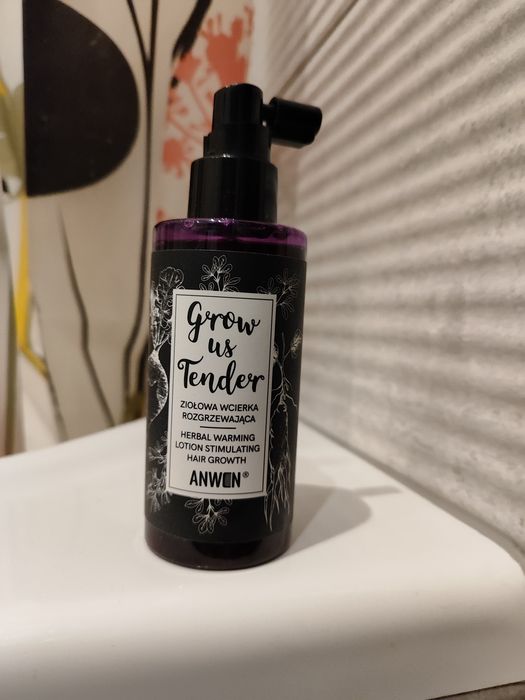 Grow
us
Tender
ZIOŁOWA WCIERKA
ROZGRZEWAJĄCA
HERBAL WARMING
LOTION STIMULATING
HAIR GROWTH
ANWEN®